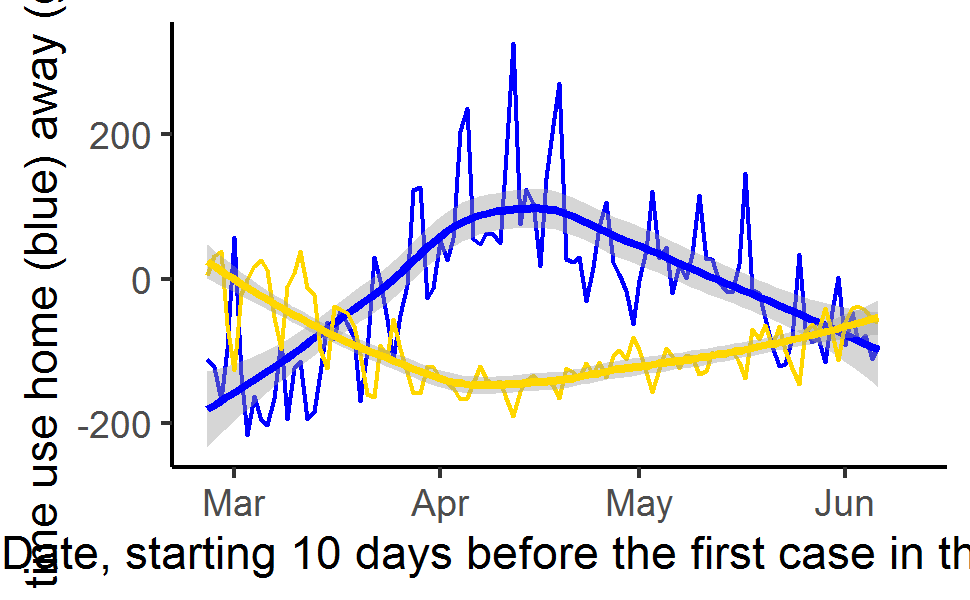 time use home (blue) away (
200
0
-200
Mar Apr May Jun
Date, starting 10 days before the first case in th